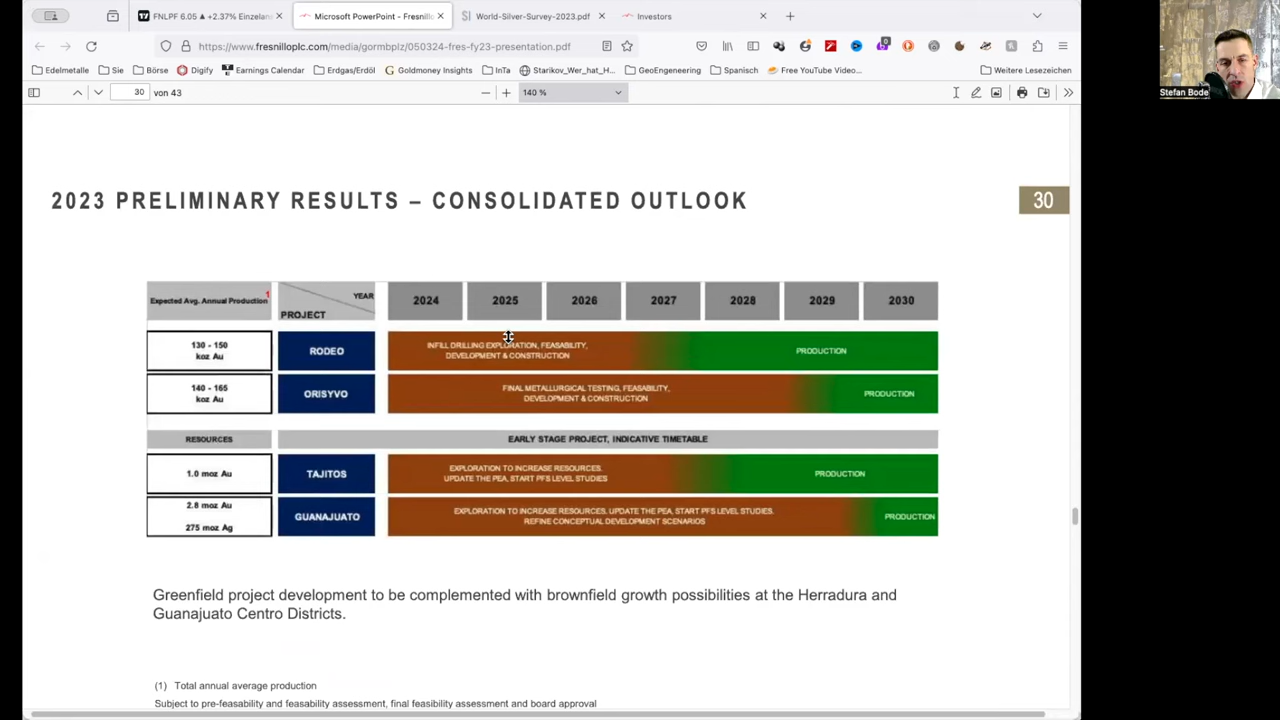 FNLPF 6.05 ▲ +2.37% Einzelans
Microsoft PowerPoint - Fresnillo
World-Silver-Survey-2023.pdf
Investors
https://www.fresnilloplc.com/media/gormbplz/050324-fres-fy23-presentation.pdf
Edelmetalle Sie Börse Digify Earnings Calendar Erdgas/Erdöl Goldmoney Insights InTa Starikov_Wer_hat_H... GeoEngeneering Spanisch Free YouTube Video... Weitere Lesezeichen
30 von 43
140 %
Stefan Bode
2023 PRELIMINARY RESULTS – CONSOLIDATED OUTLOOK
30
Expected Avg. Annual Production 1
YEAR
PROJECT
2024 2025 2026 2027 2028 2029 2030
130 - 150
koz Au
RODEO
INFILL DRILLING EXPLORATION, FEASABILITY,
DEVELOPMENT & CONSTRUCTION
PRODUCTION
140 - 165
koz Au
ORISYVO
FINAL METALLURGICAL TESTING, FEASABILITY,
DEVELOPMENT & CONSTRUCTION
PRODUCTION
RESOURCES
EARLY STAGE PROJECT, INDICATIVE TIMETABLE
1.0 moz Au
TAJITOS
EXPLORATION TO INCREASE RESOURCES.
UPDATE THE PEA, START PFS LEVEL STUDIES
PRODUCTION
2.8 moz Au
275 moz Ag
GUANAJUATO
EXPLORATION TO INCREASE RESOURCES. UPDATE THE PEA, START PFS LEVEL STUDIES.
REFINE CONCEPTUAL DEVELOPMENT SCENARIOS
PRODUCTION
Greenfield project development to be complemented with brownfield growth possibilities at the Herradura and
Guanajuato Centro Districts.
(1) Total annual average production
Subject to pre-feasability and feasability assessment, final feasibility assessment and board approval